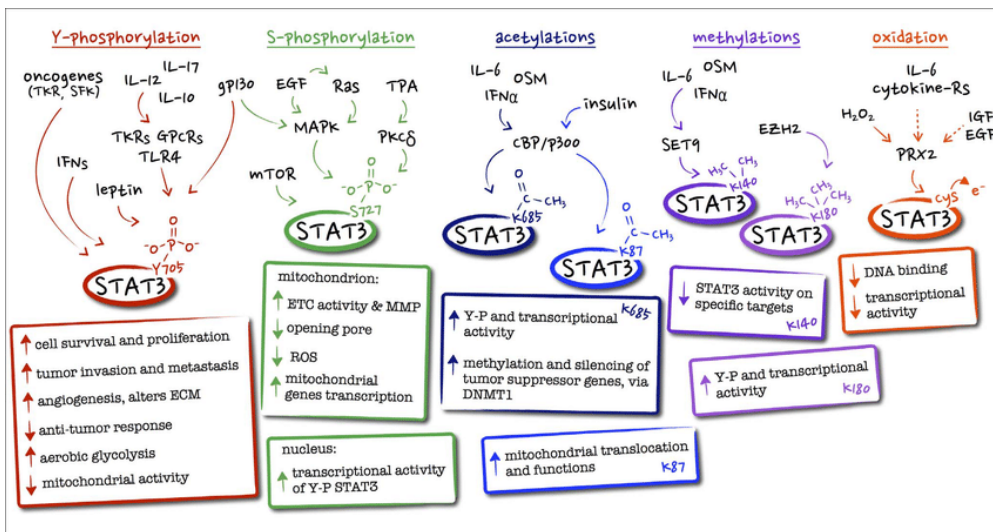 Y-phosphorylation
oncogenes
(TKR, SFK)
IL-12
IL-17
IL-10
gp130
TKRs GPCRs
TLR4
IFNs
leptin
O
O⁻-P-O⁻
Y705
STAT3
cell survival and proliferation
tumor invasion and metastasis
angiogenesis, alters ECM
anti-tumor response
aerobic glycolysis
mitochondrial activity
S-phosphorylation
EGF
Ras
TPA
MAPK
PKCδ
mTOR
O
O⁻-P-O⁻
S727
STAT3
mitochondrion:
ETC activity & MMP
opening pore
ROS
mitochondrial
genes transcription
nucleus:
transcriptional activity
of Y-P STAT3
acetylations
IL-6
OSM
IFNα
insulin
CBP/p300
O
CH₃
K685
STAT3
O
CH₃
K87
STAT3
Y-P and transcriptional
activity
K685
methylation and silencing of
tumor suppressor genes, via
DNMT1
mitochondrial translocation
and functions
K87
methylations
IL-6
OSM
IFNα
SET9
EZH2
H₃C
CH₃
K140
STAT3
CH₃
H₃C
CH₃
K180
STAT3
STAT3 activity on
specific targets
K140
Y-P and transcriptional
activity
K180
oxidation
IL-6
cytokine-Rs
H₂O₂
IGF
EGF
PRX2
cys
e⁻
STAT3
DNA binding
transcriptional
activity